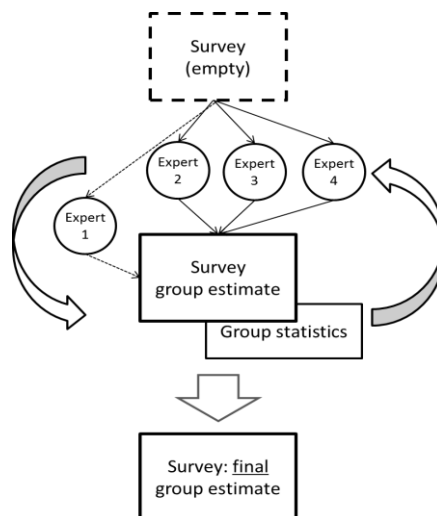 Survey
(empty)
Expert
2
Expert
3
Expert
4
Expert
1
Survey
group estimate
Group statistics
Survey: final
group estimate